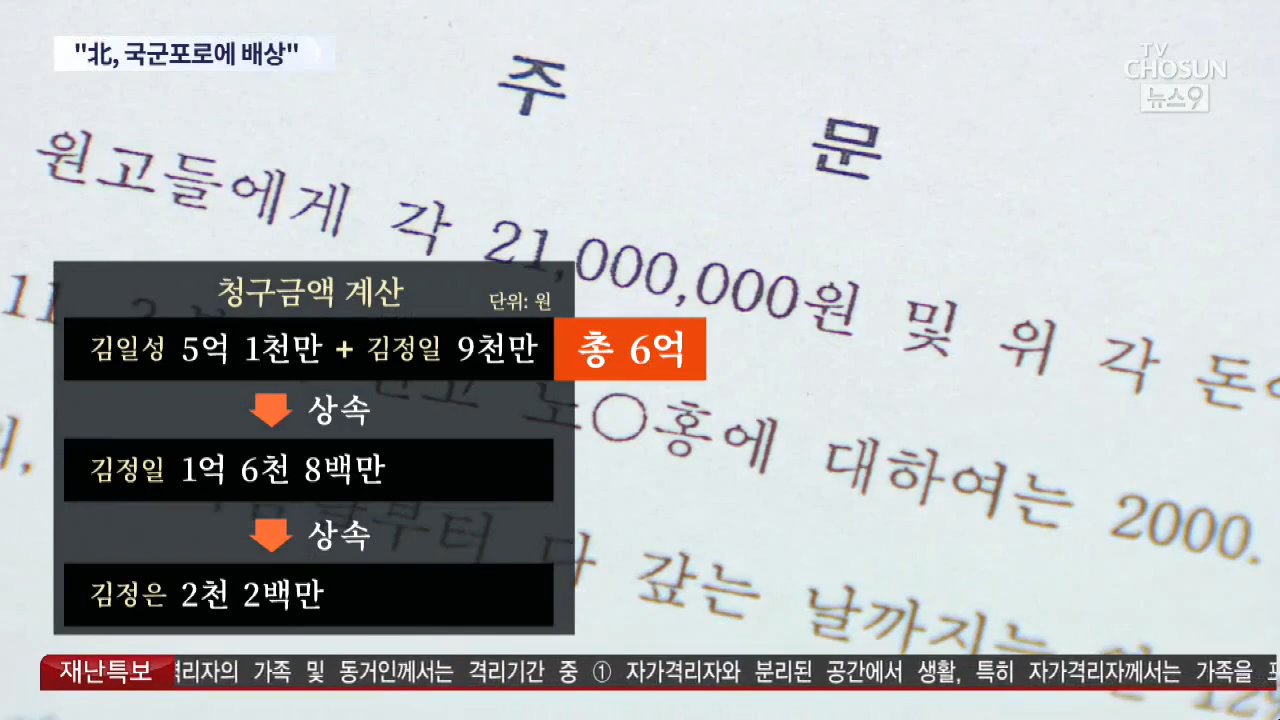 "北, 국군포로에 배상"
TV
CHOSUN
뉴스9
주 문
원고들에게 각 21,000,000원 및 위 각 돈에
11. 2
노○홍에 대하여는 2000.
부터 다 갚는 날까지는
12%
청구금액 계산
단위: 원
김일성 5억 1천만 + 김정일 9천만 총 6억
상속
김정일 1억 6천 8백만
상속
김정은 2천 2백만
재난특보 격리자의 가족 및 동거인께서는 격리기간 중 ① 자가격리자와 분리된 공간에서 생활, 특히 자가격리자께서는 가족을